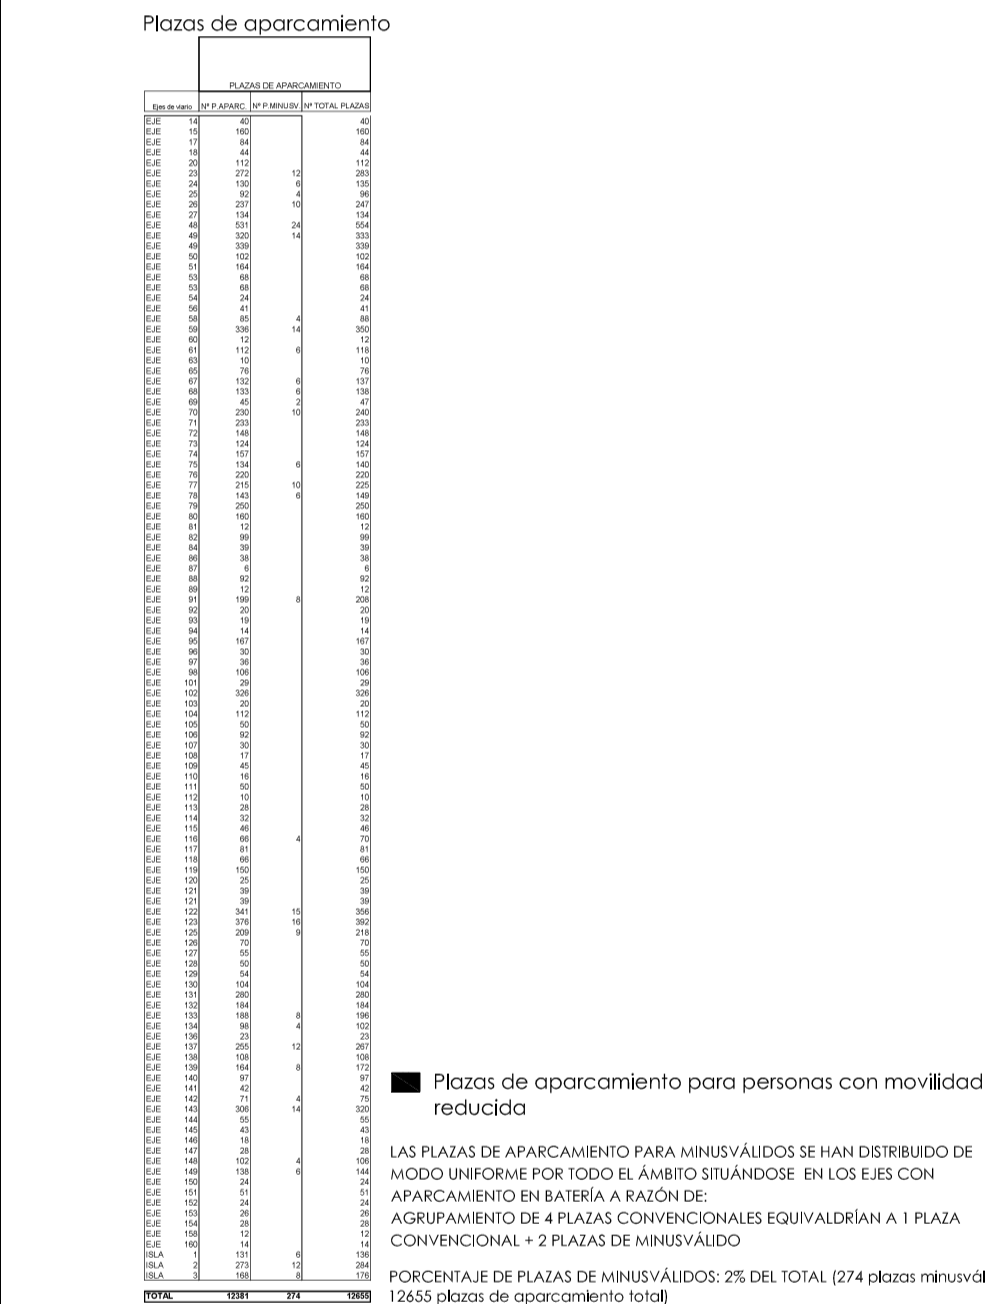 Plazas de aparcamiento
PLAZAS DE APARCAMIENTO
Ejes de viario Nº P.APARC. Nº P.MINUSV. Nº TOTAL PLAZAS
EJE 14 40 40
EJE 15 160 160
EJE 17 84 84
EJE 18 44 44
EJE 20 112 112
EJE 23 272 12 283
EJE 24 130 6 135
EJE 25 92 4 96
EJE 26 237 10 247
EJE 27 134 134
EJE 48 531 24 554
EJE 49 320 14 333
EJE 49 339 339
EJE 50 102 102
EJE 51 164 164
EJE 53 68 68
EJE 53 68 68
EJE 54 24 24
EJE 56 41 41
EJE 58 85 4 88
EJE 59 336 14 350
EJE 60 12 12
EJE 61 112 6 118
EJE 63 10 10
EJE 65 76 76
EJE 67 132 6 137
EJE 68 133 6 138
EJE 69 45 2 47
EJE 70 230 10 240
EJE 71 233 233
EJE 72 148 148
EJE 73 124 124
EJE 74 157 157
EJE 75 134 6 140
EJE 76 220 220
EJE 77 215 10 225
EJE 78 143 6 149
EJE 79 250 250
EJE 80 160 160
EJE 81 12 12
EJE 82 99 99
EJE 84 39 39
EJE 86 38 38
EJE 87 6 6
EJE 88 92 92
EJE 89 12 12
EJE 91 199 8 208
EJE 92 20 20
EJE 93 19 19
EJE 94 14 14
EJE 95 167 167
EJE 96 30 30
EJE 97 36 36
EJE 98 106 106
EJE 101 29 29
EJE 102 326 326
EJE 103 20 20
EJE 104 112 112
EJE 105 50 50
EJE 106 92 92
EJE 107 30 30
EJE 108 17 17
EJE 109 45 45
EJE 110 16 16
EJE 111 50 50
EJE 112 10 10
EJE 113 28 28
EJE 114 32 32
EJE 115 46 46
EJE 116 66 4 70
EJE 117 81 81
EJE 118 66 66
EJE 119 150 150
EJE 120 25 25
EJE 121 39 39
EJE 121 39 39
EJE 122 341 15 356
EJE 123 376 16 392
EJE 125 209 9 218
EJE 126 70 70
EJE 127 55 55
EJE 128 50 50
EJE 129 54 54
EJE 130 104 104
EJE 131 280 280
EJE 132 184 184
EJE 133 188 8 196
EJE 134 98 4 102
EJE 136 23 23
EJE 137 255 12 267
EJE 138 108 108
EJE 139 164 8 172
EJE 140 97 97
EJE 141 42 42
EJE 142 71 4 75
EJE 143 306 14 320
EJE 144 55 55
EJE 145 43 43
EJE 146 18 18
EJE 147 28 28
EJE 148 102 4 106
EJE 149 138 6 144
EJE 150 24 24
EJE 151 51 51
EJE 152 24 24
EJE 153 26 26
EJE 154 28 28
EJE 158 12 12
EJE 160 14 14
ISLA 1 131 6 136
ISLA 2 273 12 284
ISLA 3 168 8 176
TOTAL 12381 274 12655
Plazas de aparcamiento para personas con movilidad
reducida
LAS PLAZAS DE APARCAMIENTO PARA MINUSVÁLIDOS SE HAN DISTRIBUIDO DE
MODO UNIFORME POR TODO EL ÁMBITO SITUÁNDOSE EN LOS EJES CON
APARCAMIENTO EN BATERÍA A RAZÓN DE:
AGRUPAMIENTO DE 4 PLAZAS CONVENCIONALES EQUIVALDRÍAN A 1 PLAZA
CONVENCIONAL + 2 PLAZAS DE MINUSVÁLIDO
PORCENTAJE DE PLAZAS DE MINUSVÁLIDOS: 2% DEL TOTAL (274 plazas minusvál
12655 plazas de aparcamiento total)